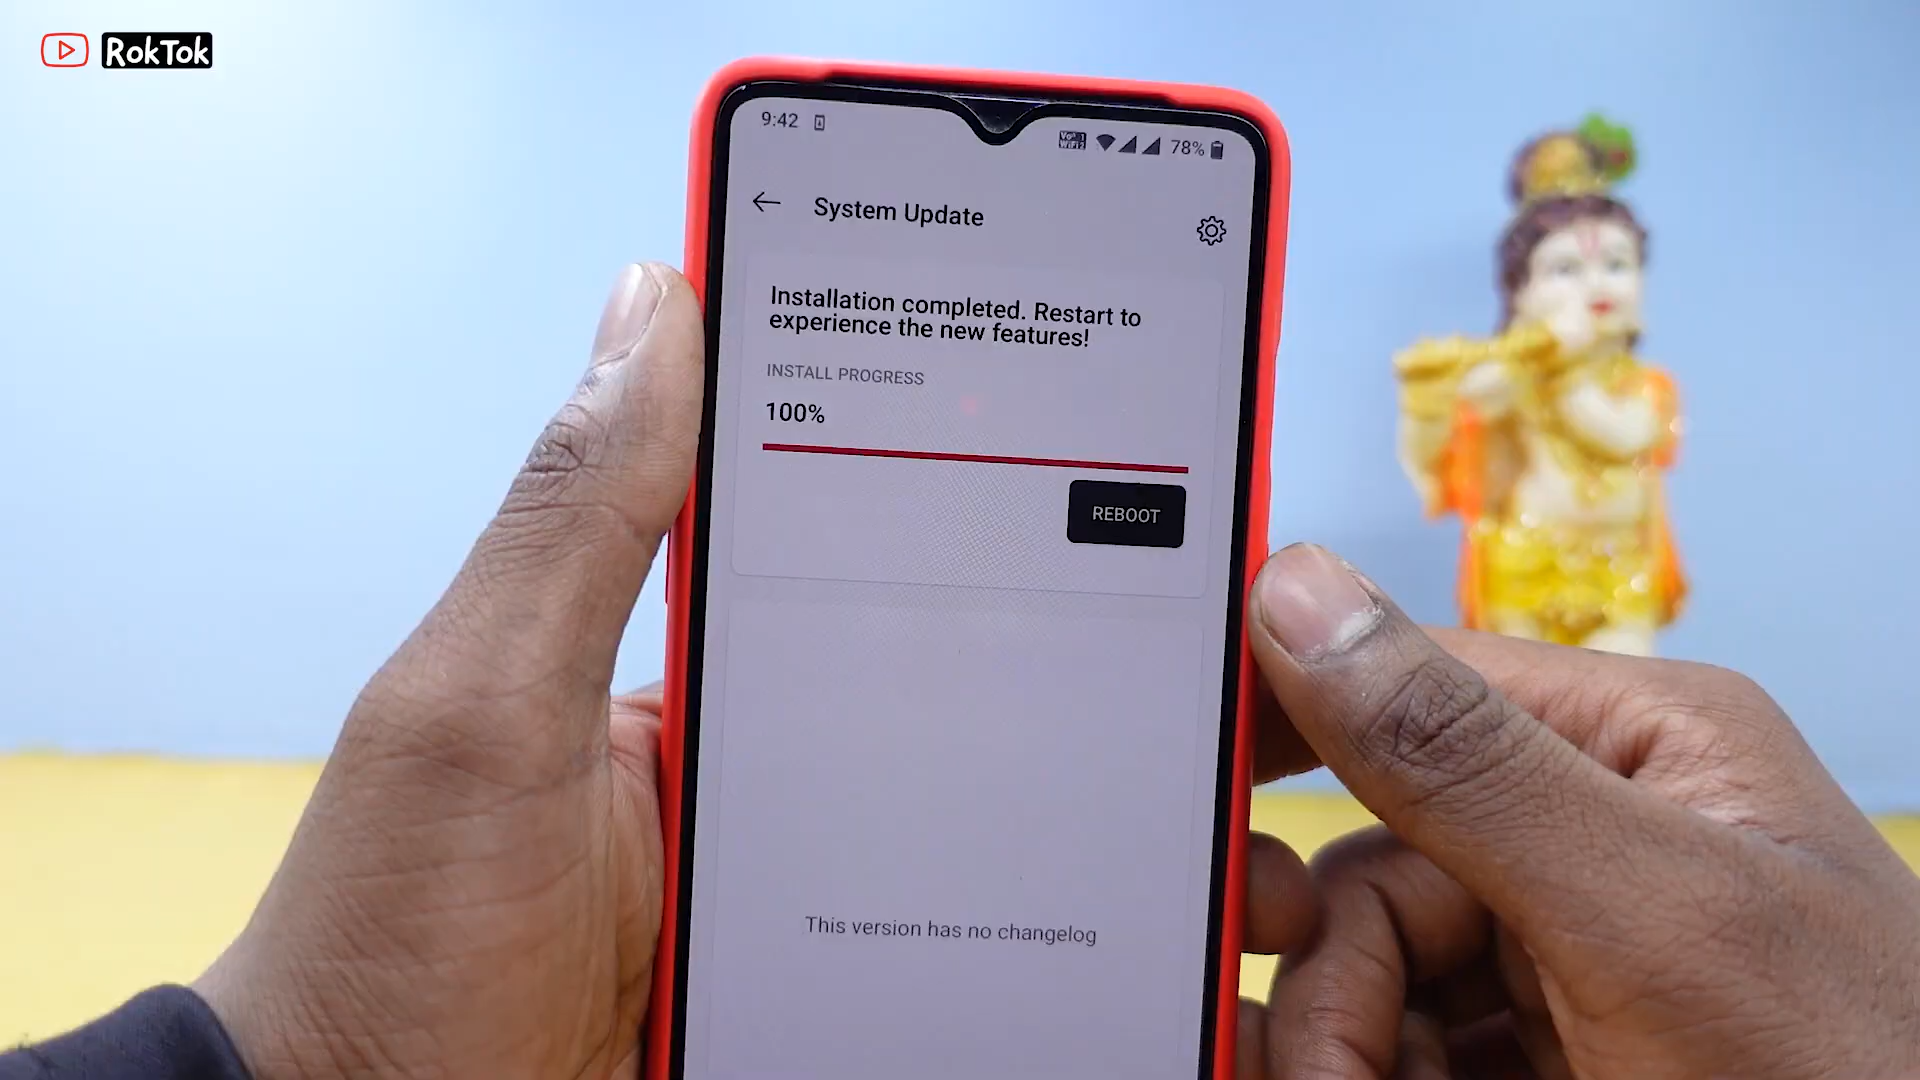 RokTok
9:42
78%
System Update
Installation completed. Restart to
experience the new features!
INSTALL PROGRESS
100%
REBOOT
This version has no changelog